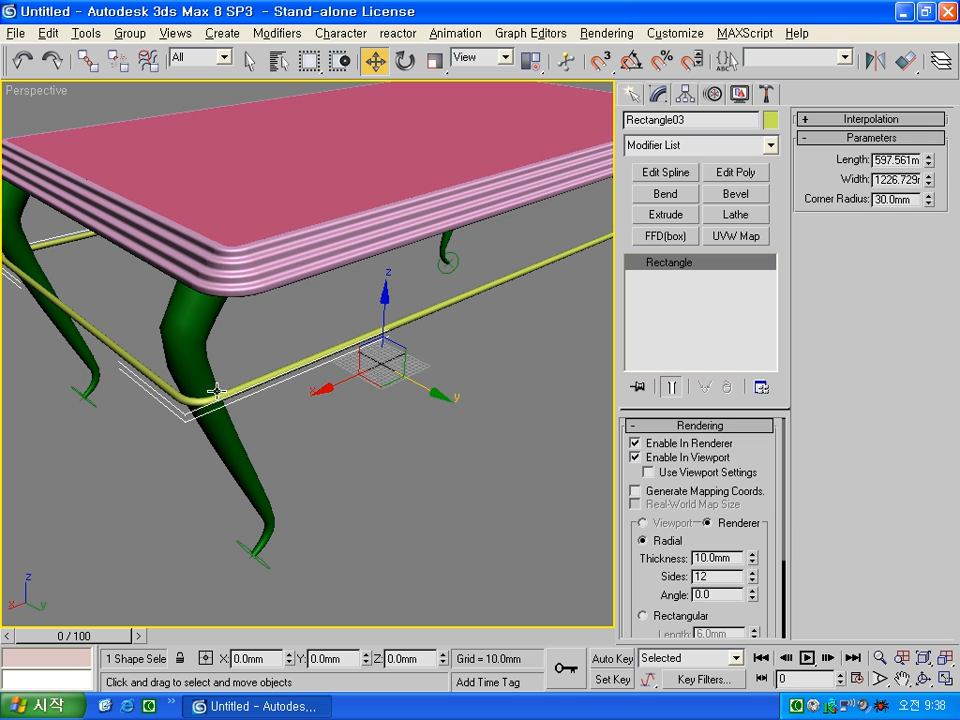 Untitled - Autodesk 3ds Max 8 SP3 - Stand-alone License
File Edit Tools Group Views Create Modifiers Character reactor Animation Graph Editors Rendering Customize MAXScript Help
All View
Perspective
Rectangle03
Modifier List
Edit Spline Edit Poly
Bend Bevel
Extrude Lathe
FFD(box) UVW Map
Rectangle
+ Interpolation
- Parameters
Length: 597.561m
Width: 1226.729r
Corner Radius: 30.0mm
- Rendering
Enable In Renderer
Enable In Viewport
Use Viewport Settings
Generate Mapping Coords.
Real-World Map Size
Viewport Renderer
Radial
Thickness: 10.0mm
Sides: 12
Angle: 0.0
Rectangular
Length: 6.0mm
z
x
y
z
x
y
< 0 / 100 >
1 Shape Sele X: 0.0mm Y: 0.0mm Z: 0.0mm Grid = 10.0mm
Click and drag to select and move objects Add Time Tag
Auto Key Selected
Set Key Key Filters... 0
시작 Untitled - Autodes... 오전 9:38